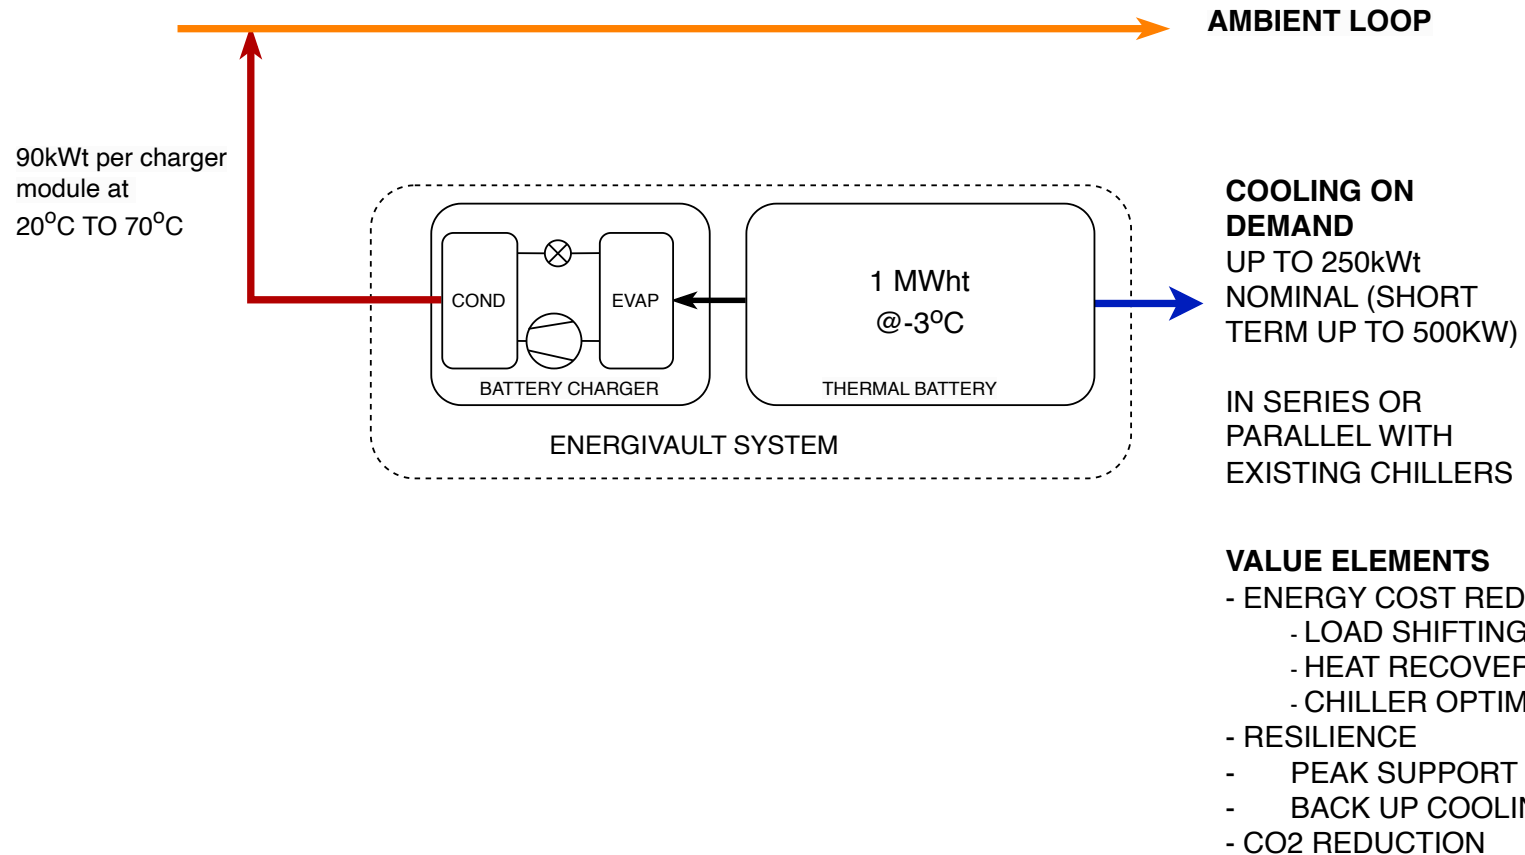 AMBIENT LOOP
90kWt per charger
module at
20°C TO 70°C
COND
EVAP
BATTERY CHARGER
1 MWht
@-3°C
THERMAL BATTERY
ENERGIVAULT SYSTEM
COOLING ON
DEMAND
UP TO 250kWt
NOMINAL (SHORT
TERM UP TO 500KW)
IN SERIES OR
PARALLEL WITH
EXISTING CHILLERS
VALUE ELEMENTS
- ENERGY COST RED
- LOAD SHIFTING
- HEAT RECOVER
- CHILLER OPTIM
- RESILIENCE
- PEAK SUPPORT
- BACK UP COOLIN
- CO2 REDUCTION